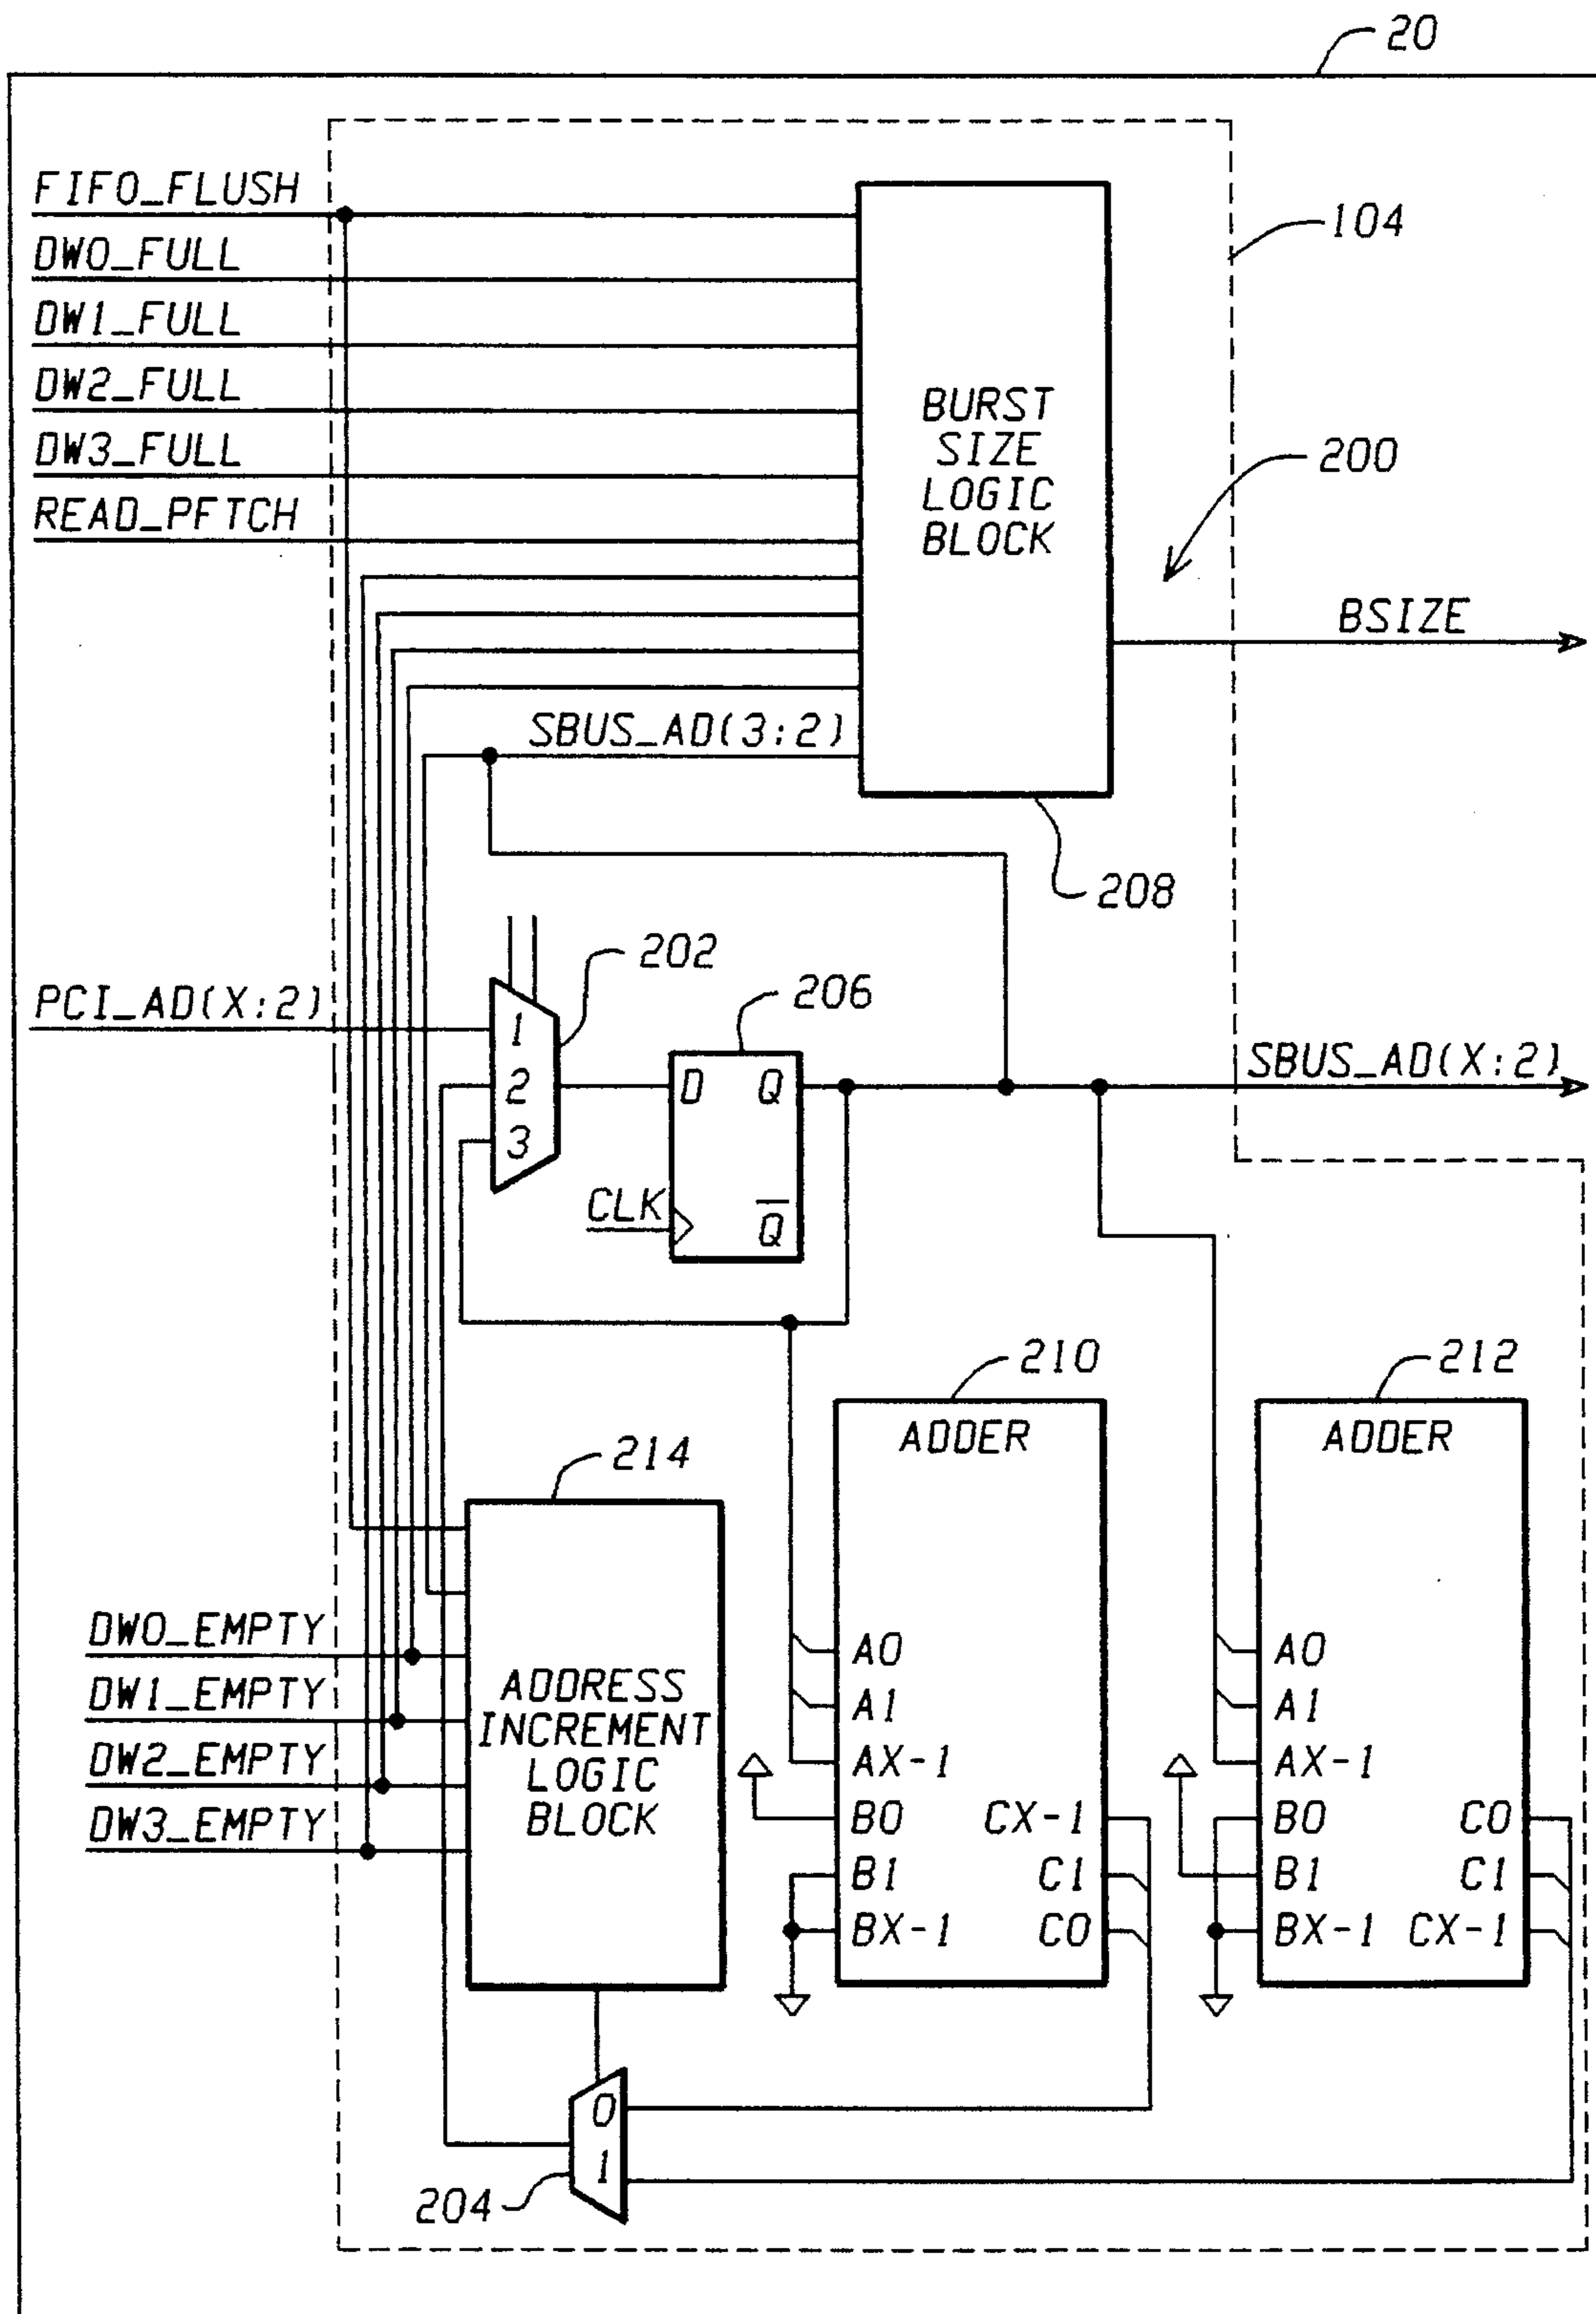 20
FIFO_FLUSH
DW0_FULL
104
DW1_FULL
DW2_FULL
BURST
SIZE
LOGIC
BLOCK
DW3_FULL
200
READ_PFTCH
BSIZE
SBUS_AD(3:2)
208
202
PCI_AD(X:2)
206
1
2
3
D Q
SBUS_AD(X:2)
CLK
Q̅
210
212
ADDER
ADDER
214
DW0_EMPTY
DW1_EMPTY
DW2_EMPTY
DW3_EMPTY
ADDRESS
INCREMENT
LOGIC
BLOCK
A0
A1
AX-1
B0 CX-1
B1 C1
BX-1 C0
A0
A1
AX-1
B0 C0
B1 C1
BX-1 CX-1
0
1
204